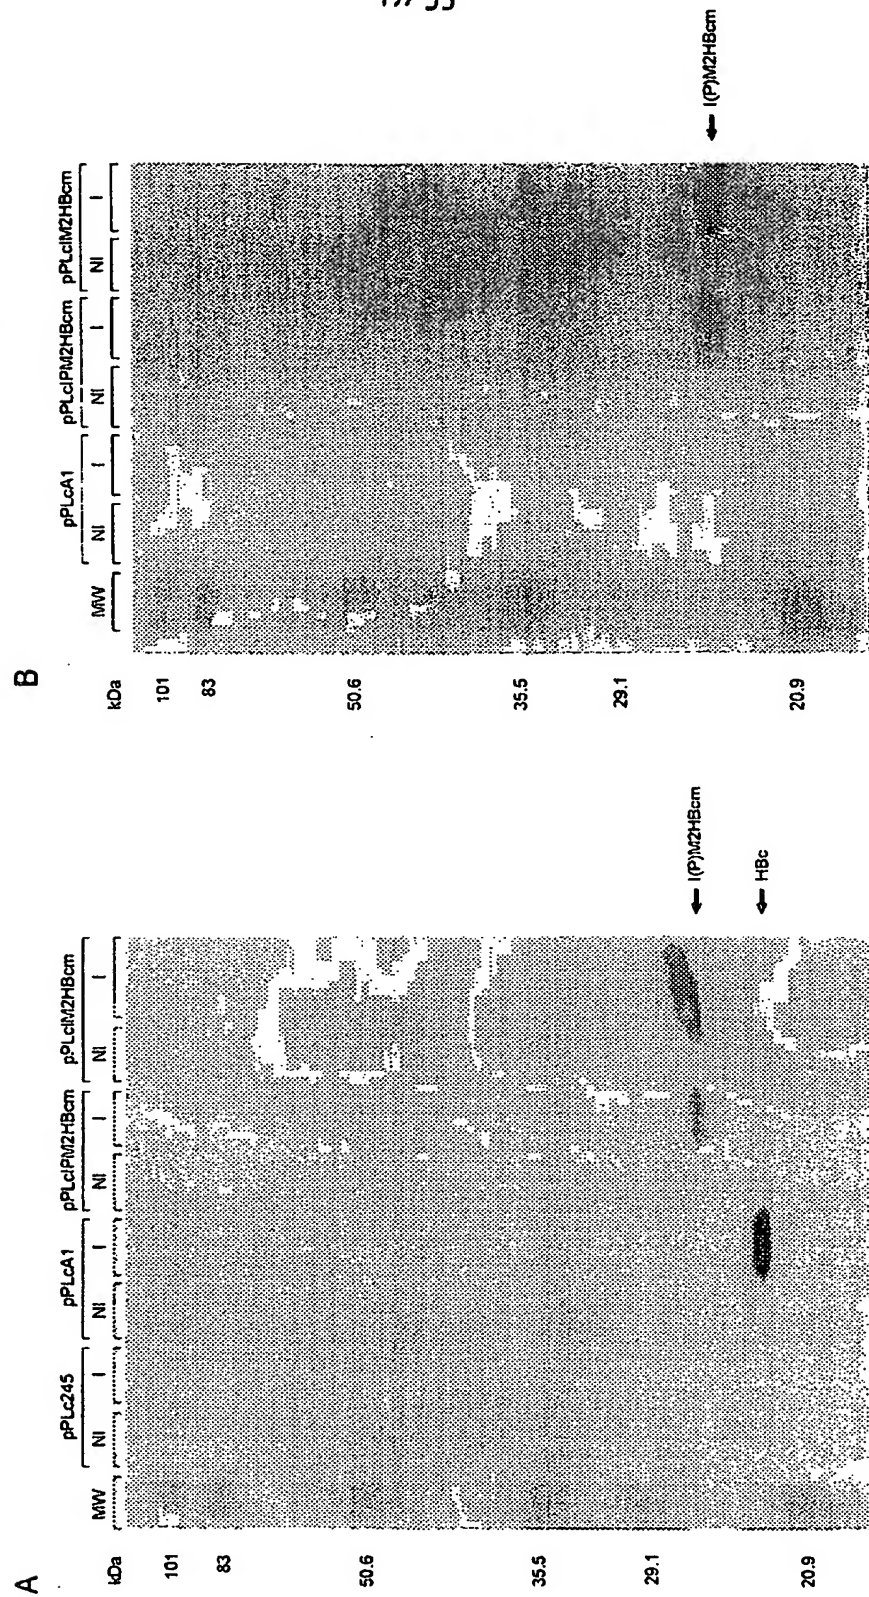 A
kDa
MW
pPLc245
pPLcA1
pPLcIPM2HBcm
pPLcIM2HBcm
NI I NI I NI I NI I
101
83
50.6
35.5
29.1
20.9
I(P)M2HBcm
HBc
B
kDa
MW
pPLcA1
pPLcIPM2HBcm
pPLcIM2HBcm
NI I NI I NI I
101
83
50.6
35.5
29.1
20.9
I(P)M2HBcm